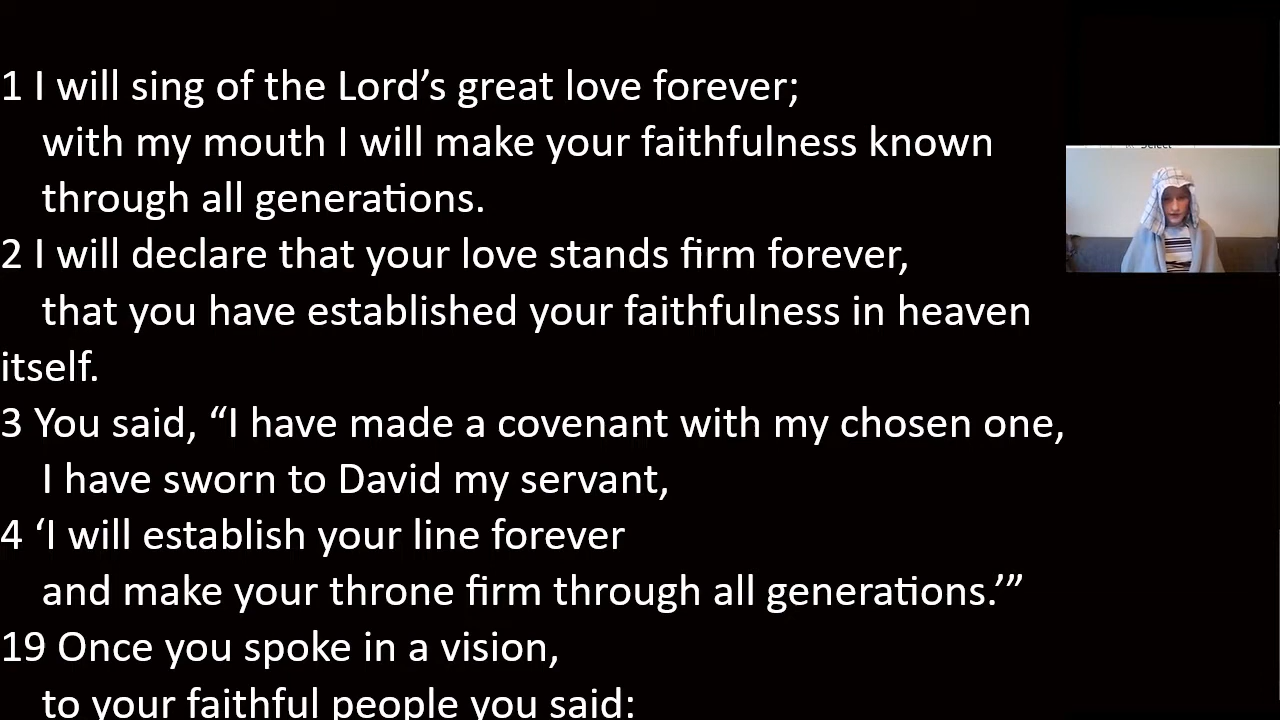 1 I will sing of the Lord’s great love forever;
with my mouth I will make your faithfulness known
through all generations.
2 I will declare that your love stands firm forever,
that you have established your faithfulness in heaven
itself.
3 You said, “I have made a covenant with my chosen one,
I have sworn to David my servant,
4 ‘I will establish your line forever
and make your throne firm through all generations.’”
19 Once you spoke in a vision,
to your faithful people you said:
Select